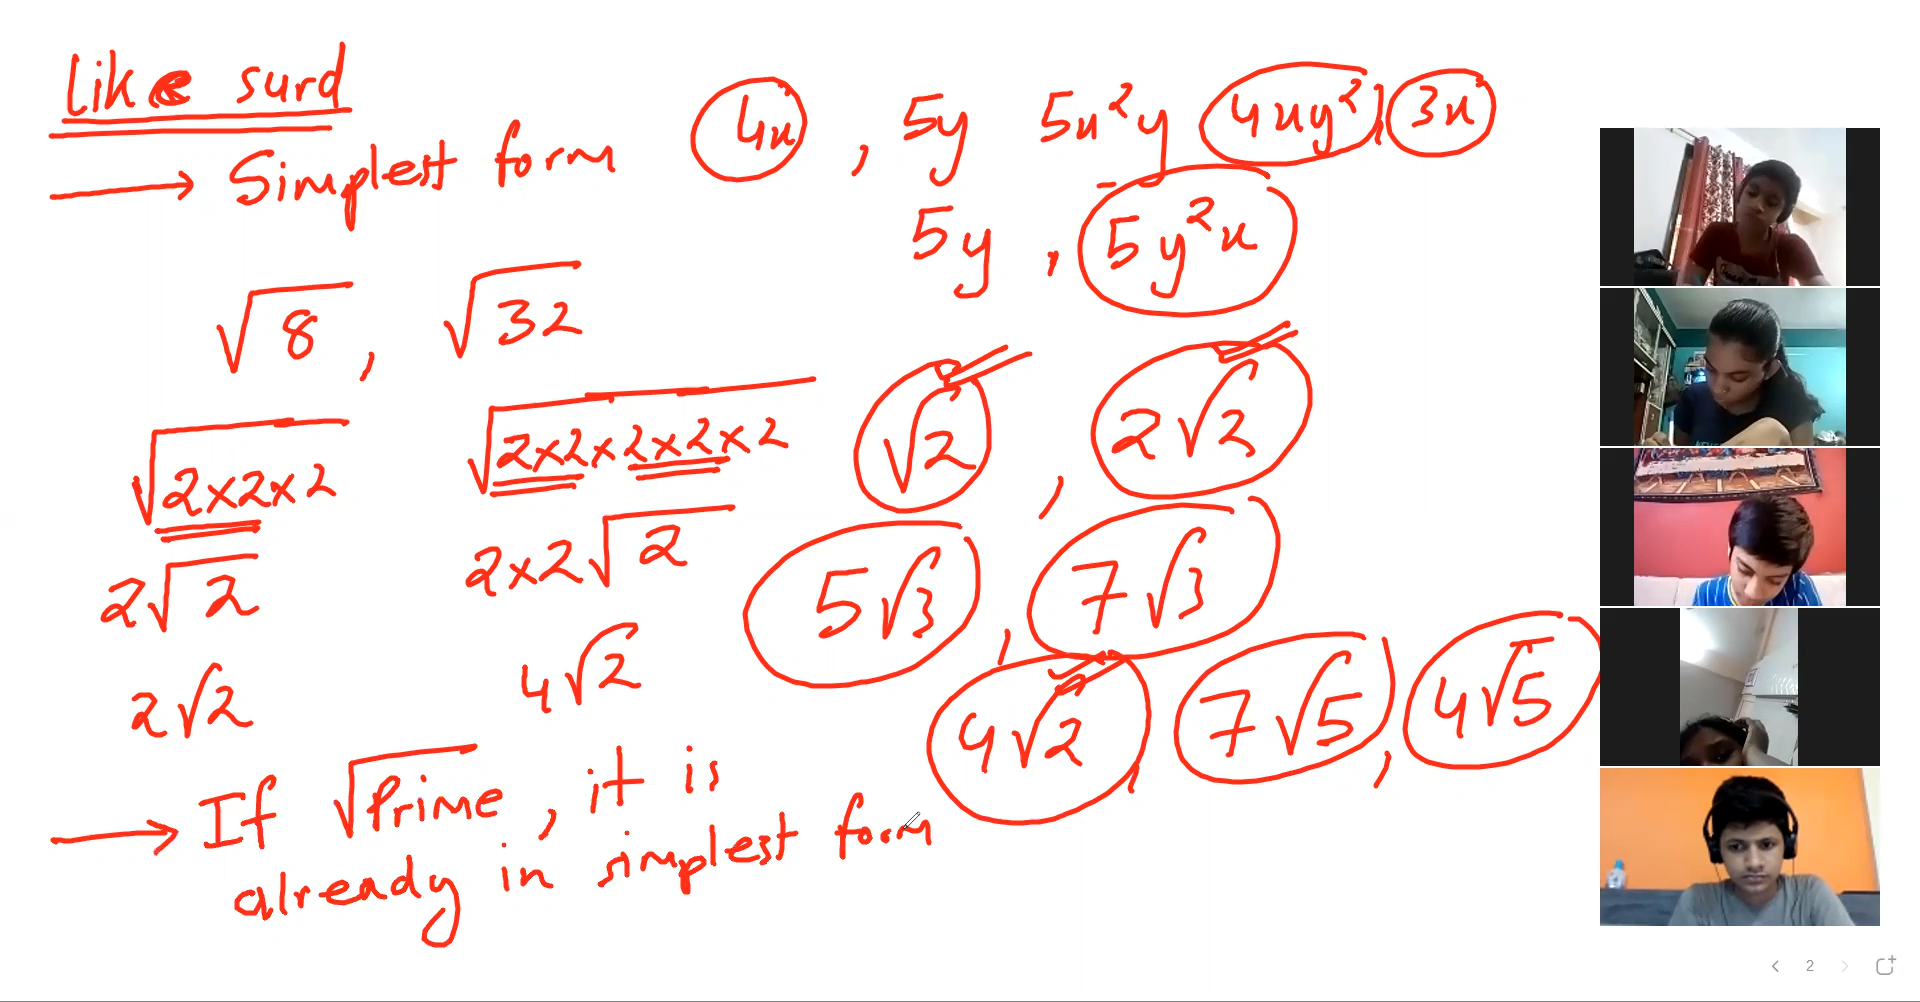 Like surd
→ Simplest form
4x , 5y 5x²y 4xy², 3x
5y , 5y²x
√8 , √32
√2×2×2 √2×2×2×2×2
2√2 2×2√2
2√2 4√2
√2 , 2√2
5√3 , 7√3
4√2, 7√5, 4√5
→ If √Prime, it is
already in simplest form
2